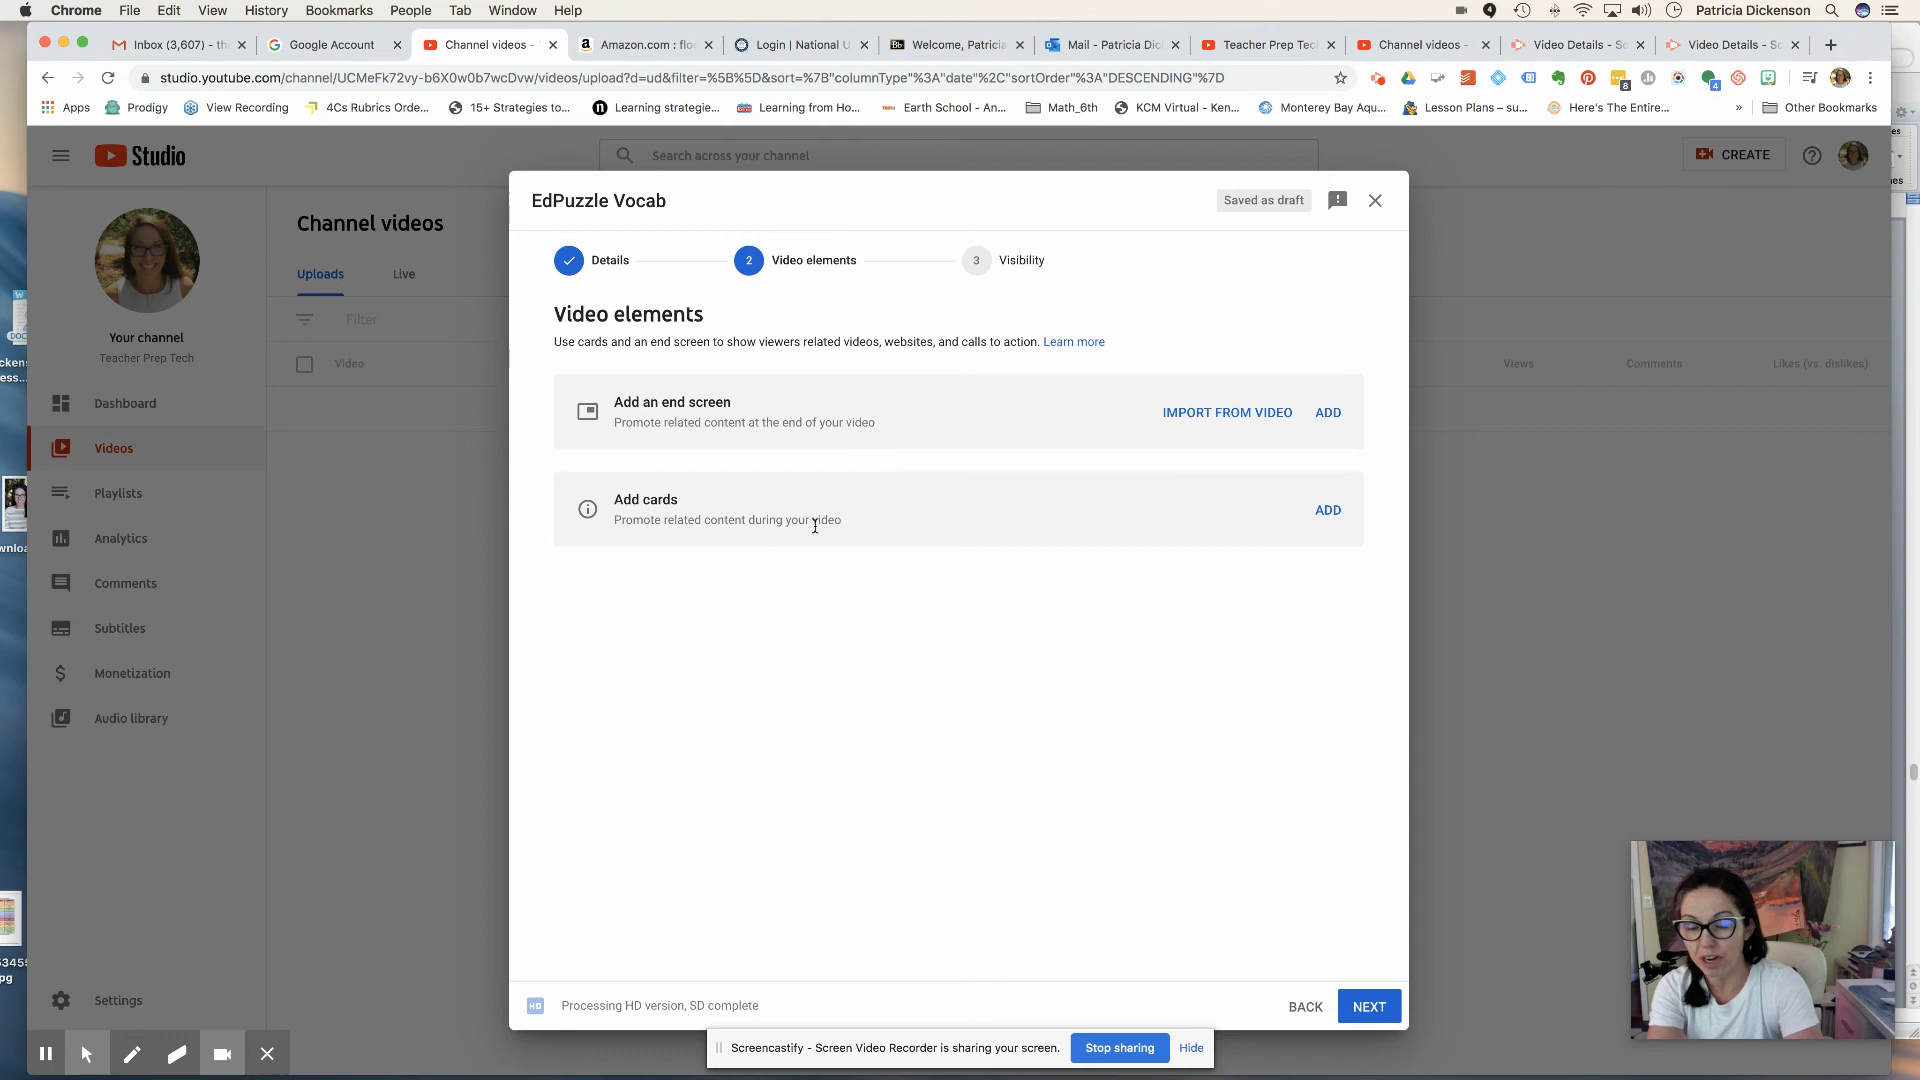 Chrome File Edit View History Bookmarks People Tab Window Help Patricia Dickenson
Inbox (3,607) - th Google Account Channel videos - Amazon.com : flo Login | National U Welcome, Patricia Mail - Patricia Dic Teacher Prep Tec Channel videos - Video Details - Sc Video Details - Sc
studio.youtube.com/channel/UCMeFk72vy-b6X0w0b7wcDvw/videos/upload?d=ud&filter=%5B%5D&sort=%7B"columnType"%3A"date"%2C"sortOrder"%3A"DESCENDING"%7D
Apps Prodigy View Recording 4Cs Rubrics Orde... 15+ Strategies to... Learning strategie... Learning from Ho... Earth School - An... Math_6th KCM Virtual - Ken... Monterey Bay Aqu... Lesson Plans – su... Here's The Entire... » Other Bookmarks
Studio Search across your channel CREATE
EdPuzzle Vocab Saved as draft
Channel videos
Details 2 Video elements 3 Visibility
Uploads Live
Video elements
Filter
Use cards and an end screen to show viewers related videos, websites, and calls to action. Learn more
Your channel
Teacher Prep Tech
Video Views Comments Likes (vs. dislikes)
Add an end screen
Promote related content at the end of your video
IMPORT FROM VIDEO ADD
Add cards
Promote related content during your video
ADD
Dashboard
Videos
Playlists
Analytics
Comments
Subtitles
Monetization
Audio library
Settings
HD Processing HD version, SD complete BACK NEXT
Screencastify - Screen Video Recorder is sharing your screen. Stop sharing Hide